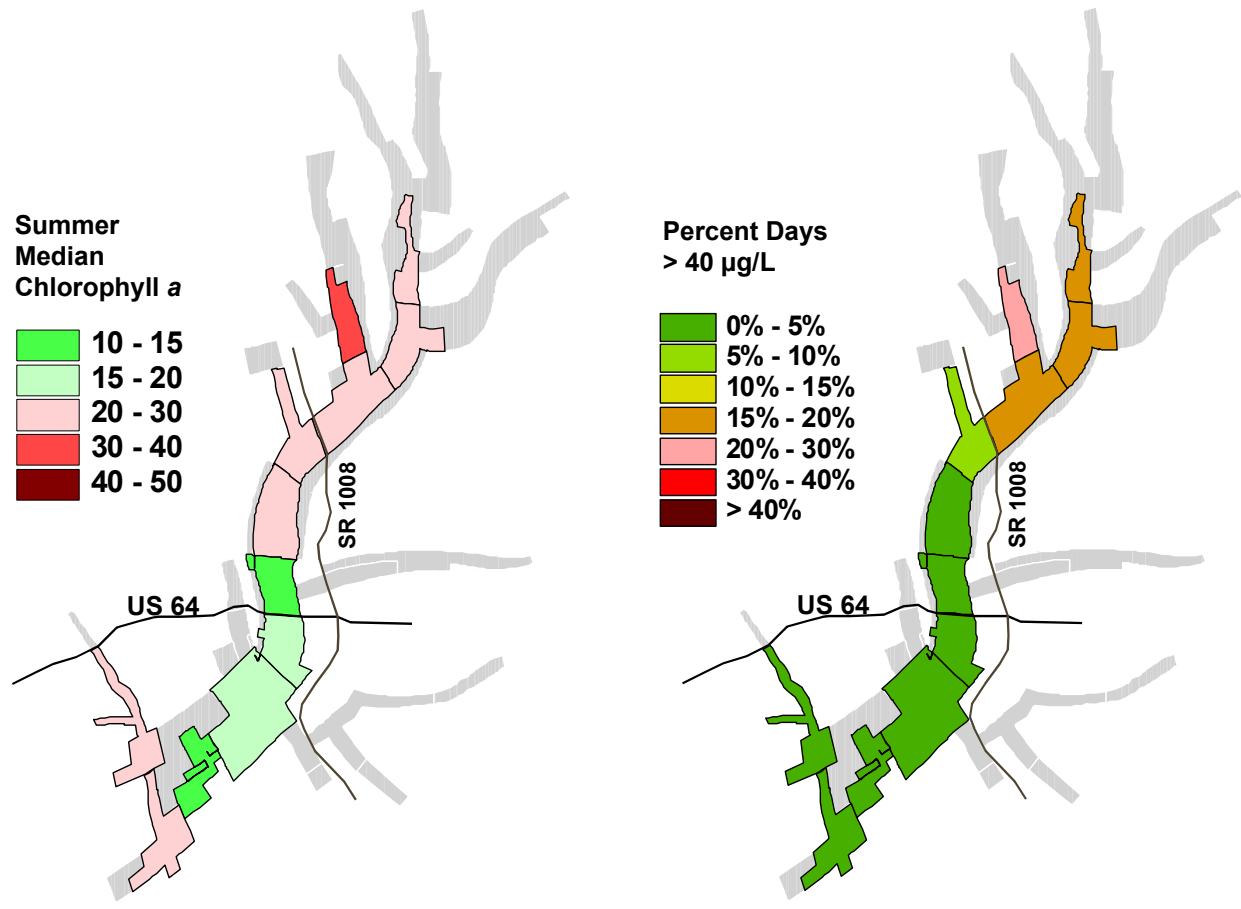 Summer
Median
Chlorophyll a
10 - 15
15 - 20
20 - 30
30 - 40
40 - 50
US 64
SR 1008
Percent Days
> 40 µg/L
0% - 5%
5% - 10%
10% - 15%
15% - 20%
20% - 30%
30% - 40%
> 40%
US 64
SR 1008